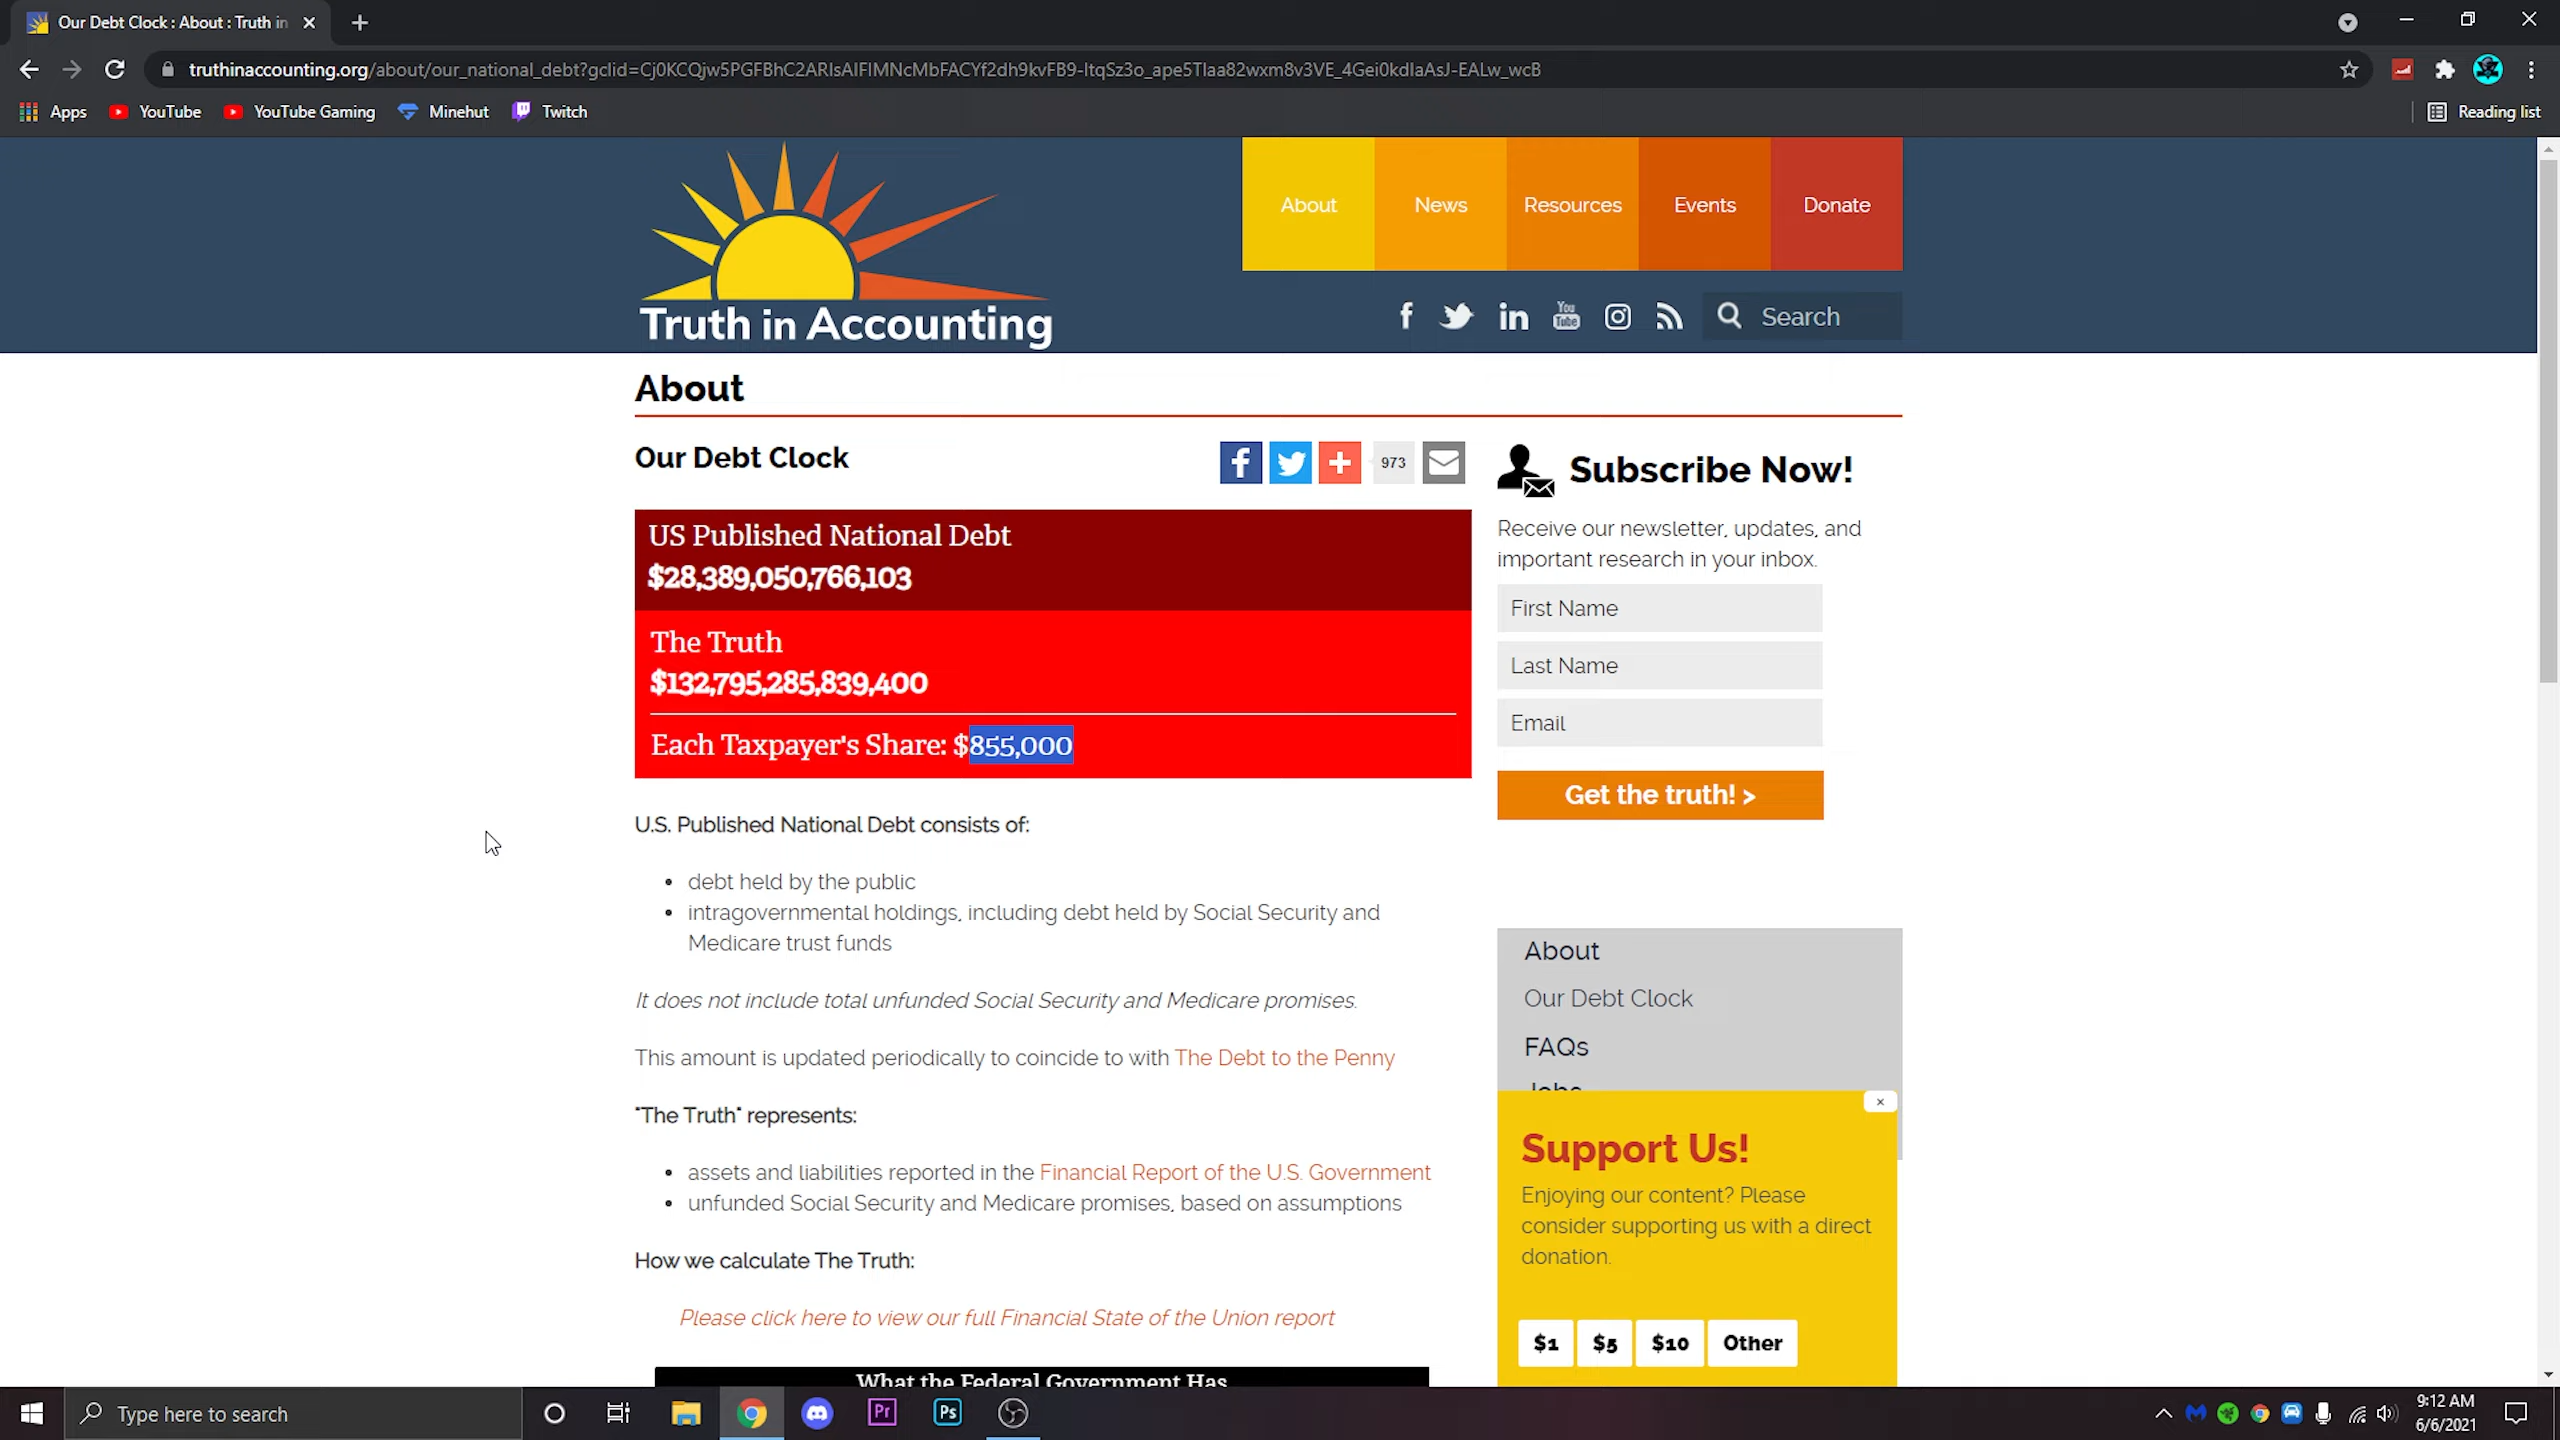 Our Debt Clock : About : Truth in
truthinaccounting.org/about/our_national_debt?gclid=Cj0KCQjw5PGFBhC2ARIsAIFIMNcMbFACYf2dh9kvFB9-ltqSz3o_ape5Tlaa82wxm8v3VE_4Gei0kdIaAsJ-EALw_wcB
Apps
YouTube
YouTube Gaming
Minehut
Twitch
Reading list
Truth in Accounting
About
News
Resources
Events
Donate
You
Tube
Search
About
Our Debt Clock
973
US Published National Debt
$28,389,050,766,103
The Truth
$132,795,285,839,400
Each Taxpayer's Share: $855,000
U.S. Published National Debt consists of:
• debt held by the public
• intragovernmental holdings, including debt held by Social Security and
Medicare trust funds
It does not include total unfunded Social Security and Medicare promises.
This amount is updated periodically to coincide to with The Debt to the Penny
"The Truth" represents:
• assets and liabilities reported in the Financial Report of the U.S. Government
• unfunded Social Security and Medicare promises, based on assumptions
How we calculate The Truth:
Please click here to view our full Financial State of the Union report
What the Federal Government Has
Subscribe Now!
Receive our newsletter, updates, and
important research in your inbox.
First Name
Last Name
Email
Get the truth! >
About
Our Debt Clock
FAQs
Jobs
Support Us!
Enjoying our content? Please
consider supporting us with a direct
donation.
$1
$5
$10
Other
Type here to search
Pr
Ps
9:12 AM
6/6/2021